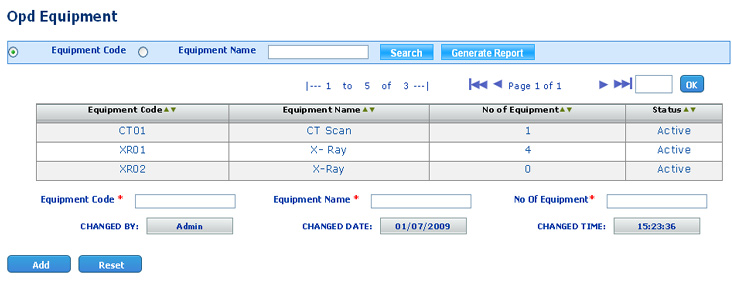 Opd Equipment
Equipment Code Equipment Name Search Generate Report
|--- 1 to 5 of 3 ---| Page 1 of 1 OK
Equipment Code Equipment Name No of Equipment Status
CT01 CT Scan 1 Active
XR01 X- Ray 4 Active
XR02 X-Ray 0 Active
Equipment Code * Equipment Name * No Of Equipment*
CHANGED BY: Admin CHANGED DATE: 01/07/2009 CHANGED TIME: 15:23:36
Add Reset